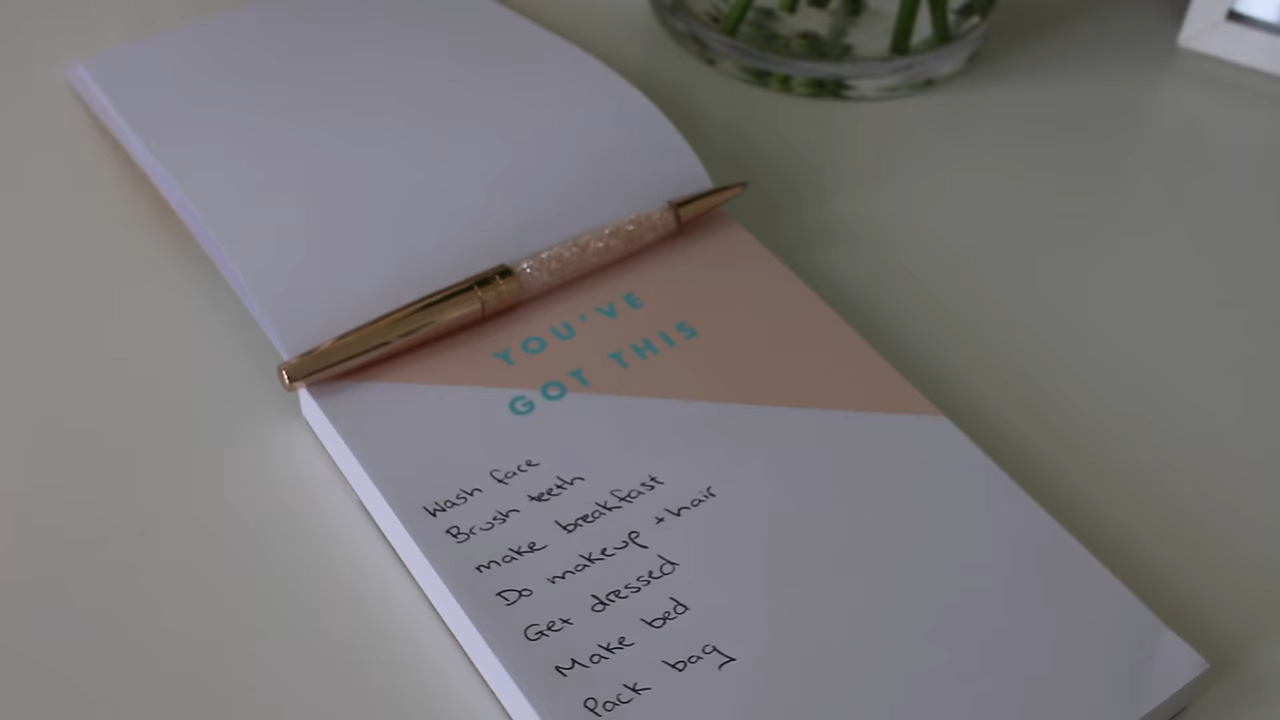 YOU'VE
GOT THIS
Wash face
Brush teeth
make breakfast
Do makeup + hair
Get dressed
Make bed
Pack bag